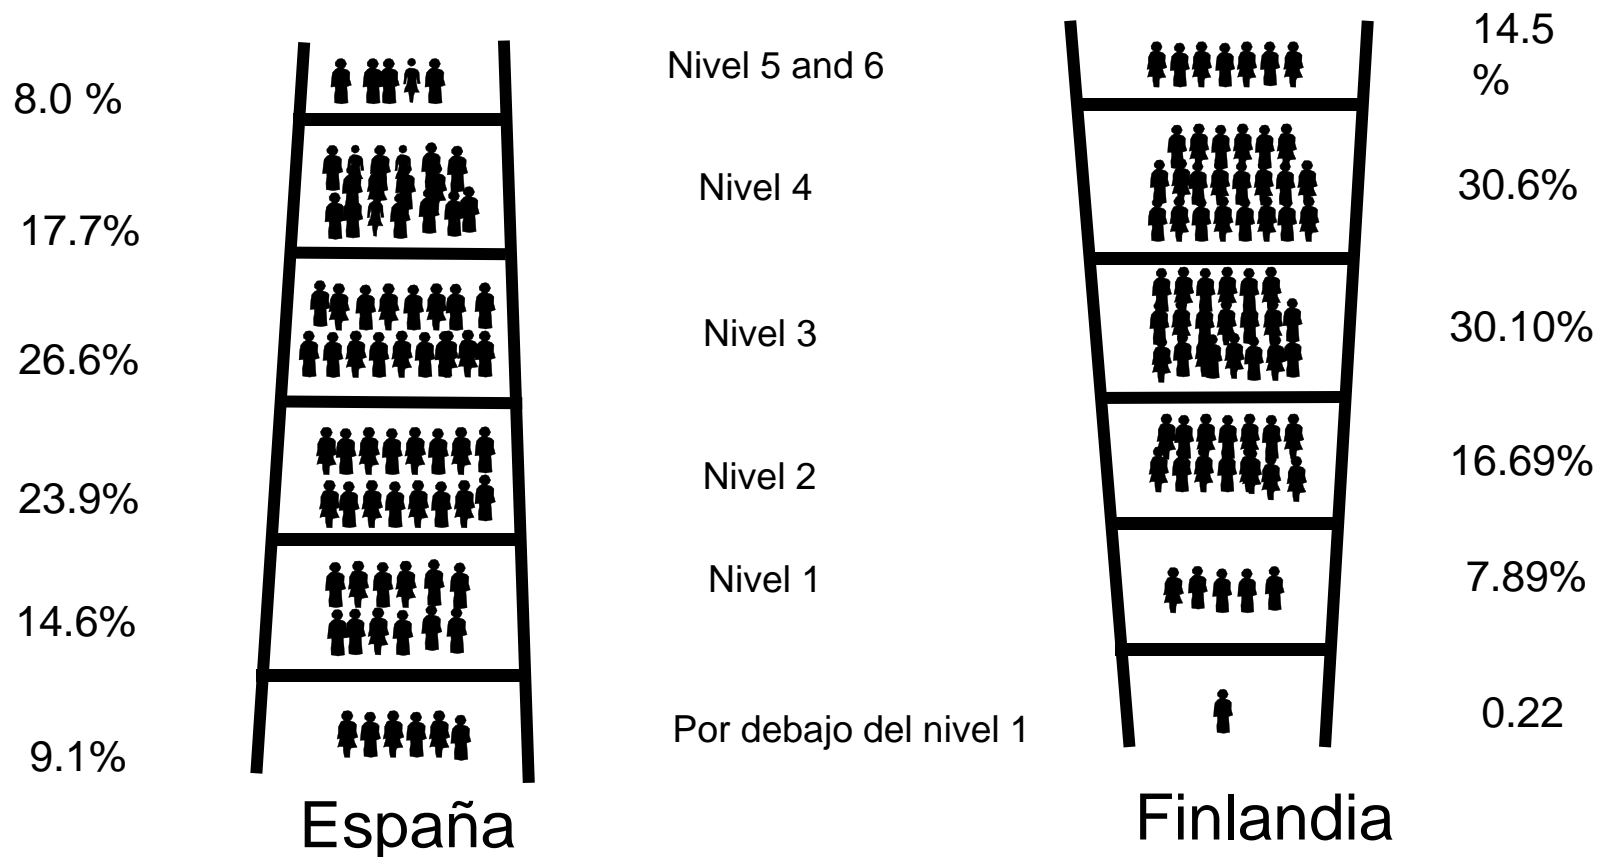 8.0 %
Nivel 5 and 6
14.5
%
17.7%
Nivel 4
30.6%
26.6%
Nivel 3
30.10%
23.9%
Nivel 2
16.69%
14.6%
Nivel 1
7.89%
9.1%
Por debajo del nivel 1
0.22
España
Finlandia